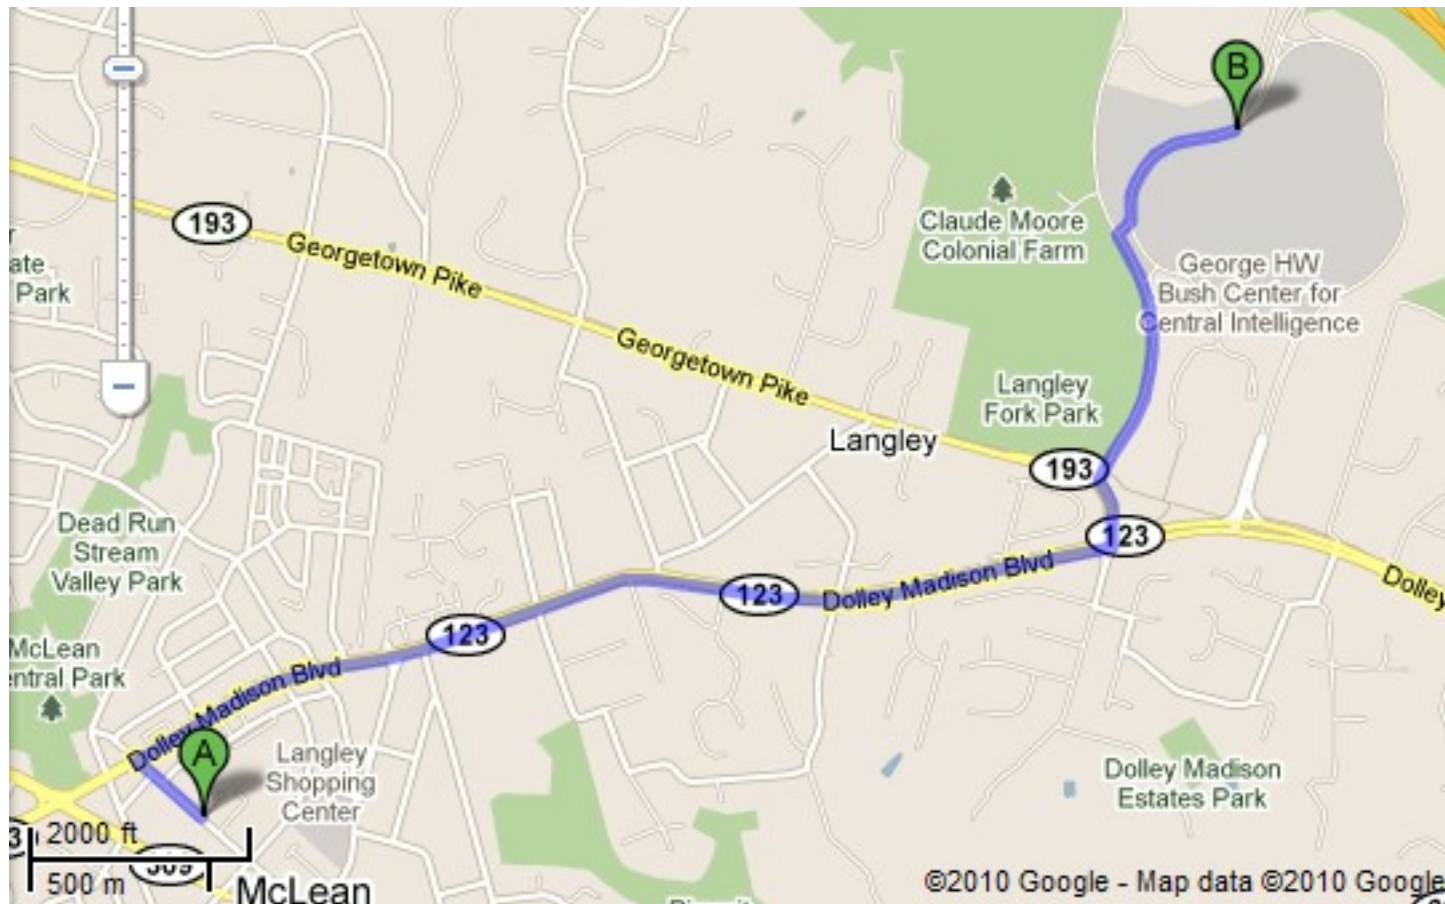 B
193
Georgetown Pike
Claude Moore
Colonial Farm
ate
Park
George HW
Bush Center for
Central Intelligence
Georgetown Pike
Langley
Fork Park
Langley
193
Dead Run
Stream
Valley Park
123
Dolley
Dolley Madison Blvd
123
123
McLean
entral Park
Dolley Madison Blvd
A
Langley
Shopping
Center
Dolley Madison
Estates Park
2000 ft
500 m
McLean
©2010 Google - Map data ©2010 Google